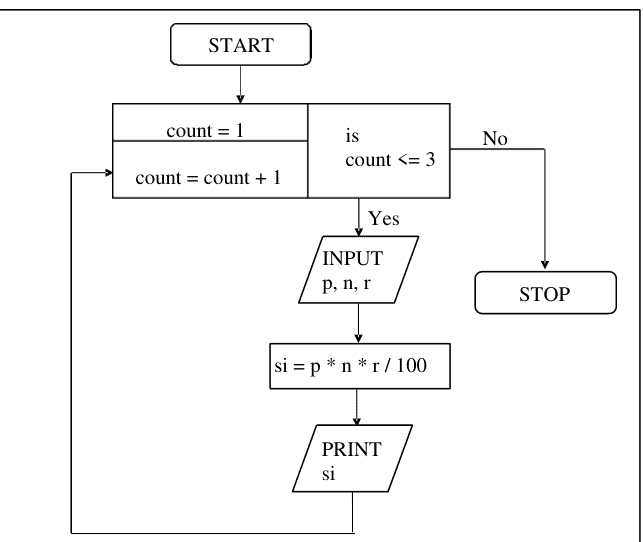 START
count = 1
count = count + 1
is
count <= 3
No
Yes
INPUT
p, n, r
STOP
si = p * n * r / 100
PRINT
si